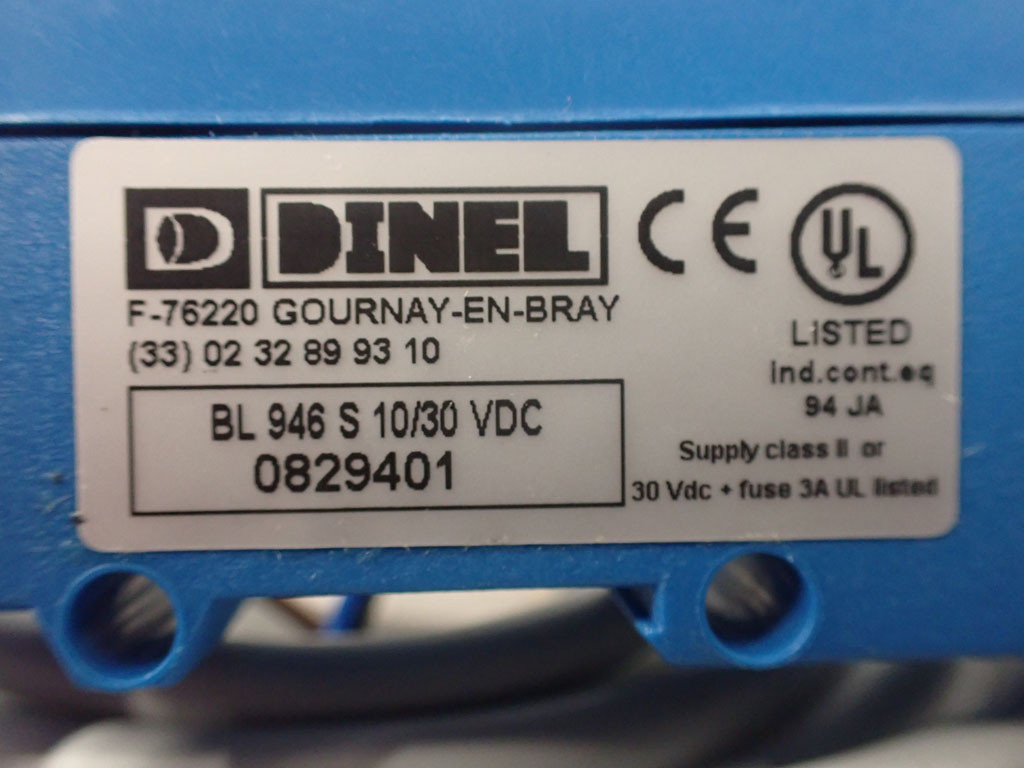 D DINEL CE UL
F-76220 GOURNAY-EN-BRAY
(33) 02 32 89 93 10
LISTED
ind.cont.eq
94 JA
BL 946 S 10/30 VDC
0829401
Supply class II or
30 Vdc + fuse 3A UL listed